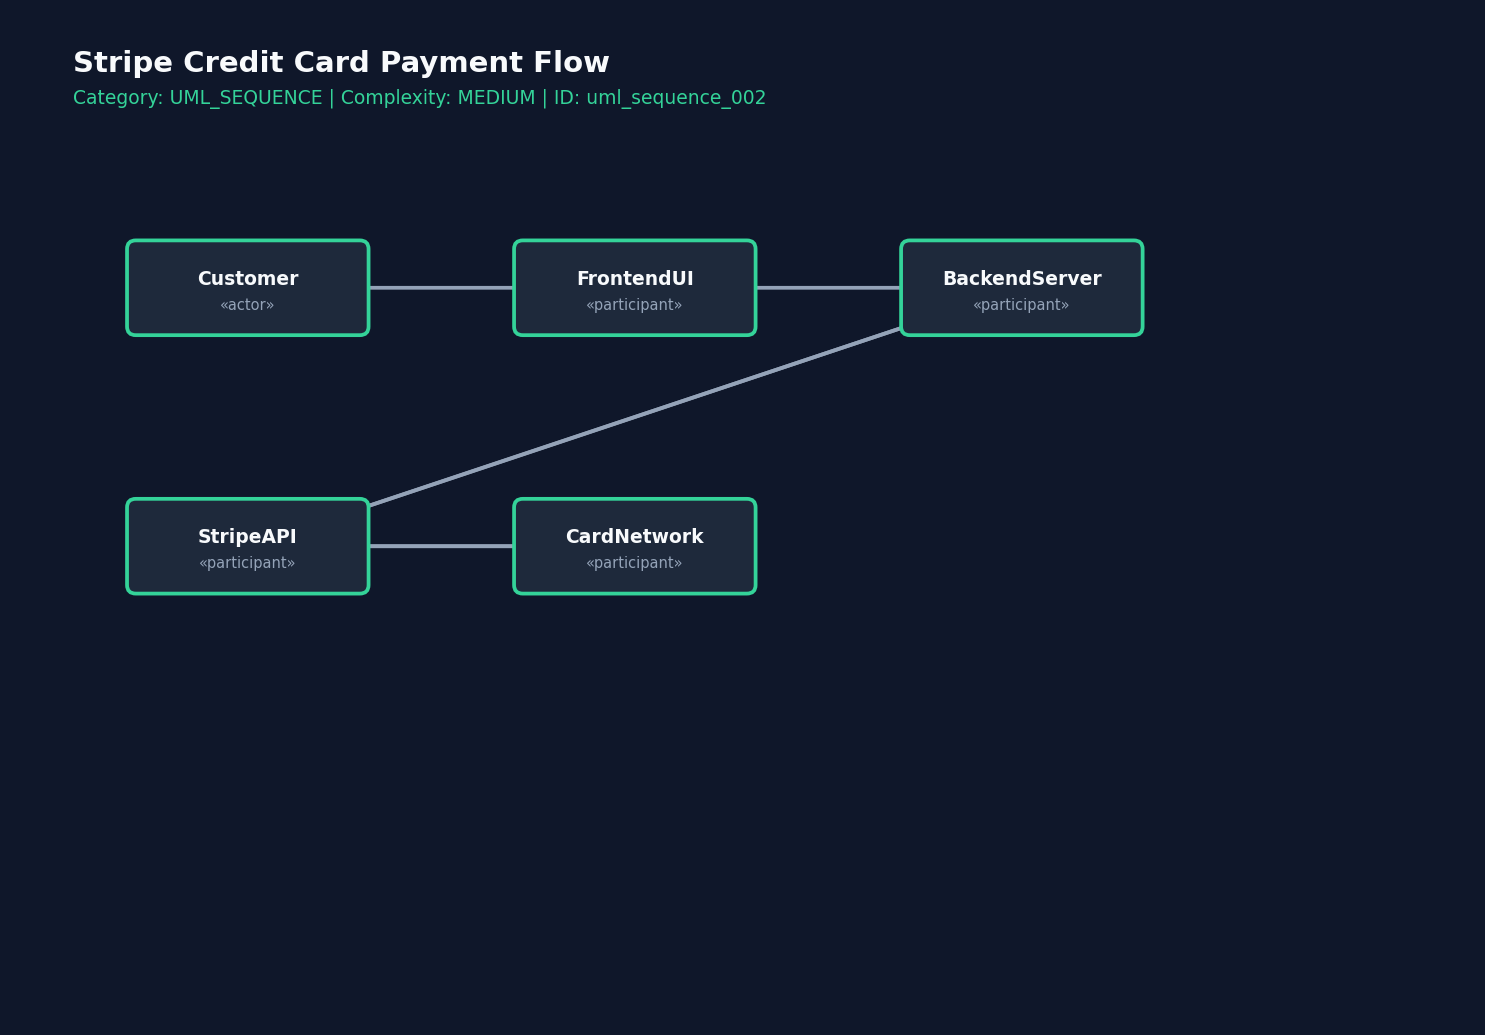 Stripe Credit Card Payment Flow
Category: UML_SEQUENCE | Complexity: MEDIUM | ID: uml_sequence_002
Customer
«actor»
FrontendUI
«participant»
BackendServer
«participant»
StripeAPI
«participant»
CardNetwork
«participant»